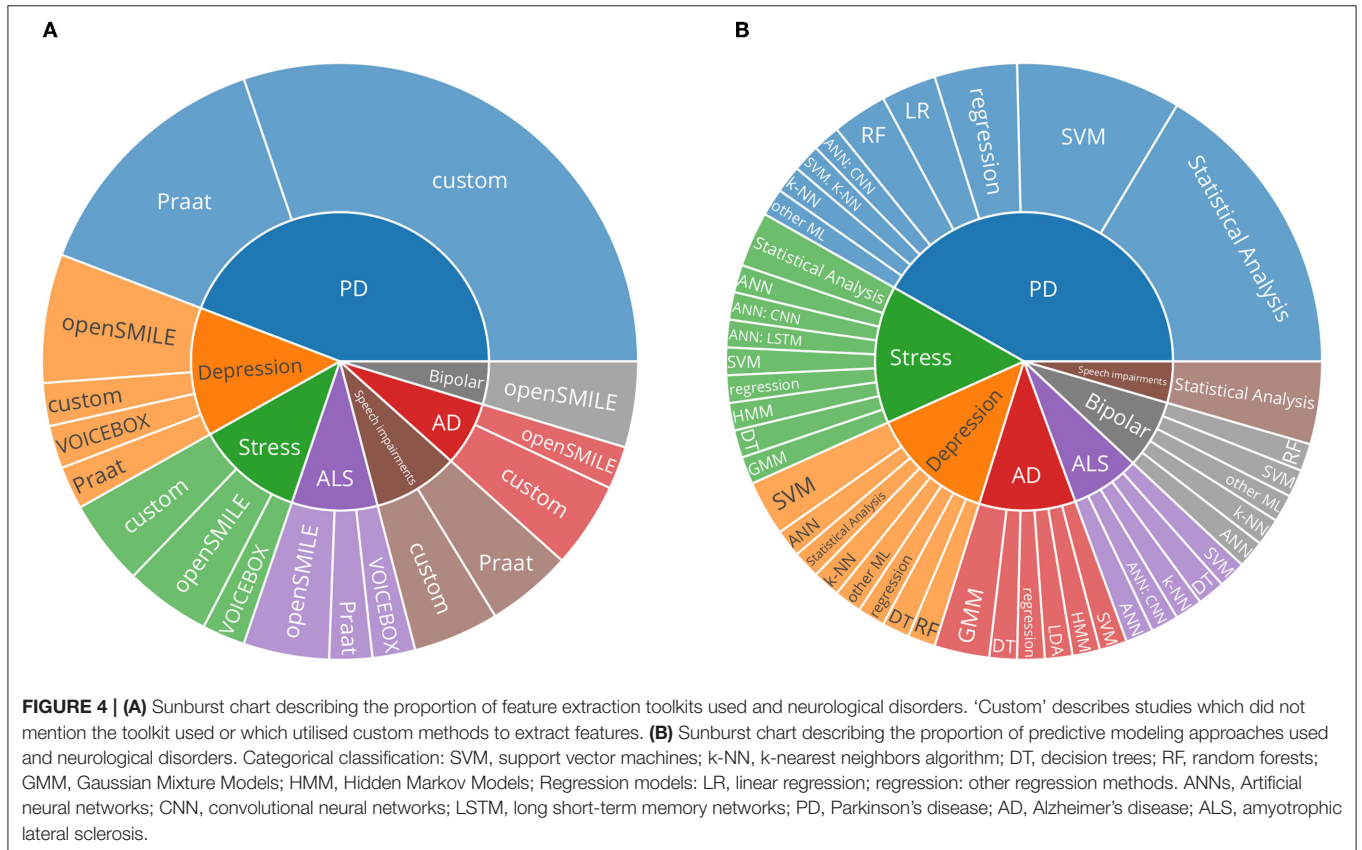 A
custom
Praat
PD
openSMILE
custom
VOICEBOX
Praat
Depression
custom
openSMILE
VOICEBOX
Stress
openSMILE
Praat
VOICEBOX
ALS
custom
Praat
Speech impairments
custom
openSMILE
AD
openSMILE
Bipolar
B
Statistical Analysis
SVM
regression
LR
RF
ANN: CNN
SVM. K-NN
k-NN
other ML
PD
Statistical Analysis
ANN
ANN: CNN
ANN: LSTM
SVM
regression
HMM
DT
GMM
Stress
SVM
ANN
Statistical Analysis
k-NN
other ML
regression
DT
RF
Depression
GMM
DT
regression
LDA
HMM
SVM
AD
ANN
ANN: CNN
k-NN
DT
SVM
ALS
ANN
k-NN
other ML
SVM
RF
Bipolar
Statistical Analysis
Speech impairments
FIGURE 4 | (A) Sunburst chart describing the proportion of feature extraction toolkits used and neurological disorders. ‘Custom’ describes studies which did not
mention the toolkit used or which utilised custom methods to extract features. (B) Sunburst chart describing the proportion of predictive modeling approaches used
and neurological disorders. Categorical classification: SVM, support vector machines; k-NN, k-nearest neighbors algorithm; DT, decision trees; RF, random forests;
GMM, Gaussian Mixture Models; HMM, Hidden Markov Models; Regression models: LR, linear regression; regression: other regression methods. ANNs, Artificial
neural networks; CNN, convolutional neural networks; LSTM, long short-term memory networks; PD, Parkinson’s disease; AD, Alzheimer’s disease; ALS, amyotrophic
lateral sclerosis.